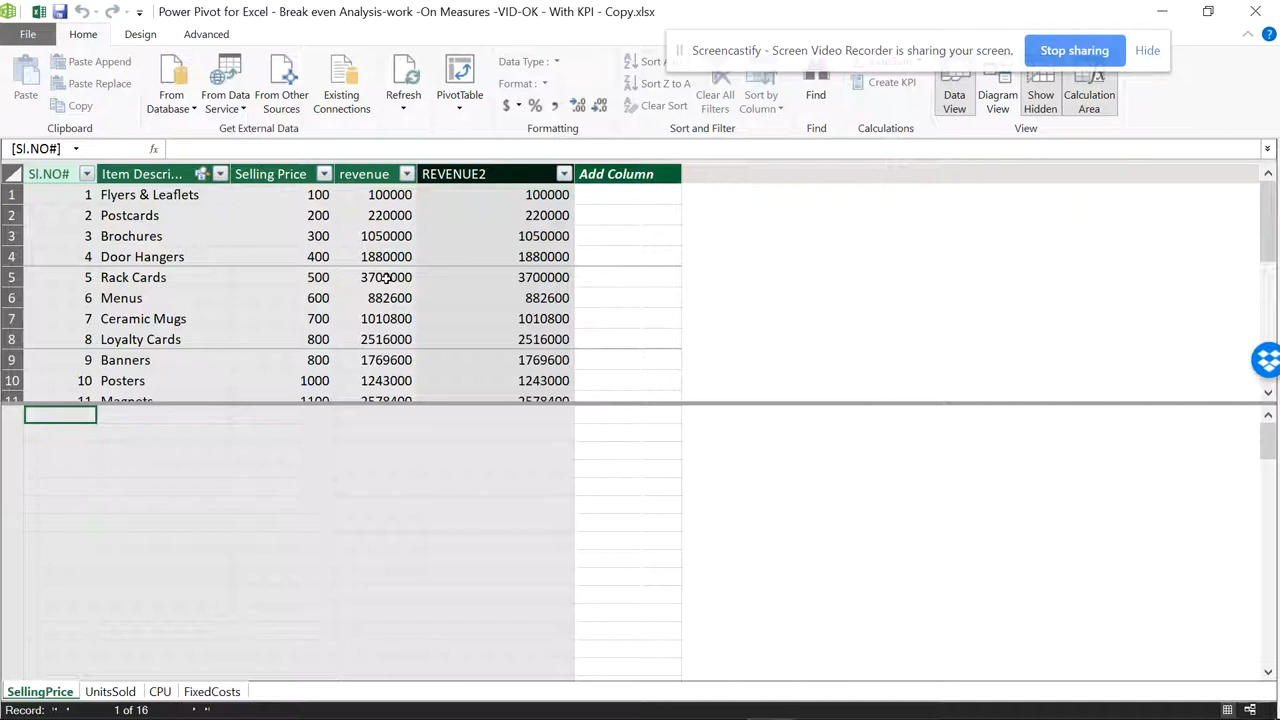 Power Pivot for Excel - Break even Analysis-work -On Measures -VID-OK - With KPI - Copy.xlsx
File Home Design Advanced
Screencastify - Screen Video Recorder is sharing your screen. Stop sharing Hide
Paste
Paste Append
Paste Replace
Copy
Clipboard
From Database
From Data Service
From Other Sources
Existing Connections
Get External Data
Refresh
PivotTable
Data Type :
Format :
$ % ,
Formatting
Sort A
Sort Z to A
Clear Sort
Clear All Filters
Sort by Column
Sort and Filter
Find
Find
Create KPI
Calculations
Data View
Diagram View
Show Hidden
Calculation Area
View
[Sl.NO#] fx
Sl.NO# Item Descri... Selling Price revenue REVENUE2 Add Column
1 1 Flyers & Leaflets 100 100000 100000
2 2 Postcards 200 220000 220000
3 3 Brochures 300 1050000 1050000
4 4 Door Hangers 400 1880000 1880000
5 5 Rack Cards 500 3700000 3700000
6 6 Menus 600 882600 882600
7 7 Ceramic Mugs 700 1010800 1010800
8 8 Loyalty Cards 800 2516000 2516000
9 9 Banners 800 1769600 1769600
10 10 Posters 1000 1243000 1243000
11 11 Magnets 1100 2578400 2578400
SellingPrice UnitsSold CPU FixedCosts
Record: 1 of 16